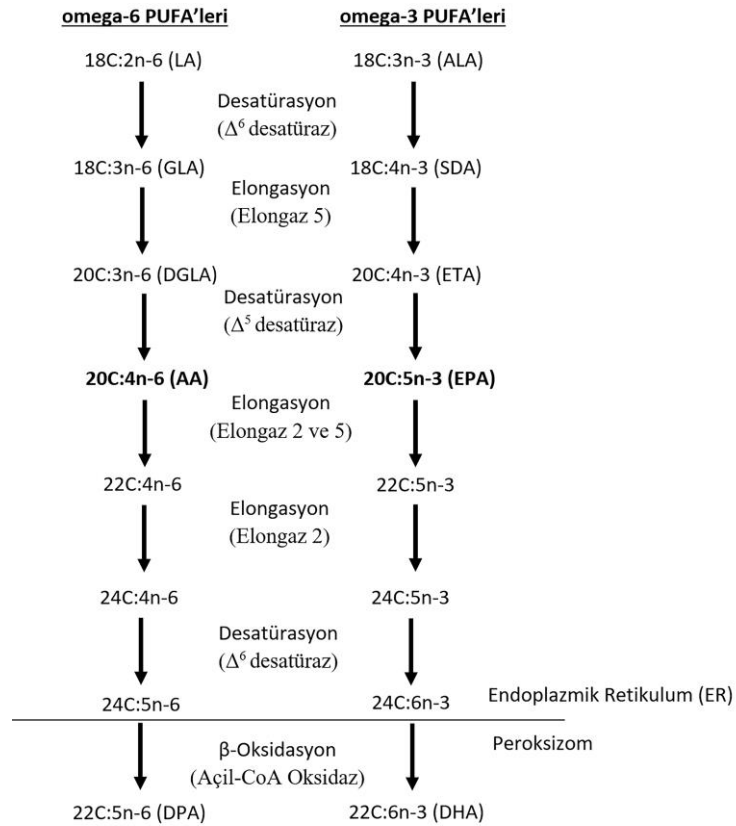 omega-6 PUFA’leri omega-3 PUFA’leri
18C:2n-6 (LA) 18C:3n-3 (ALA)
Desatürasyon
(Δ⁶ desatüraz)
18C:3n-6 (GLA) 18C:4n-3 (SDA)
Elongasyon
(Elongaz 5)
20C:3n-6 (DGLA) 20C:4n-3 (ETA)
Desatürasyon
(Δ⁵ desatüraz)
20C:4n-6 (AA) 20C:5n-3 (EPA)
Elongasyon
(Elongaz 2 ve 5)
22C:4n-6 22C:5n-3
Elongasyon
(Elongaz 2)
24C:4n-6 24C:5n-3
Desatürasyon
(Δ⁶ desatüraz)
24C:5n-6 24C:6n-3 Endoplazmik Retikulum (ER)
Peroksizom
β-Oksidasyon
(Açil-CoA Oksidaz)
22C:5n-6 (DPA) 22C:6n-3 (DHA)